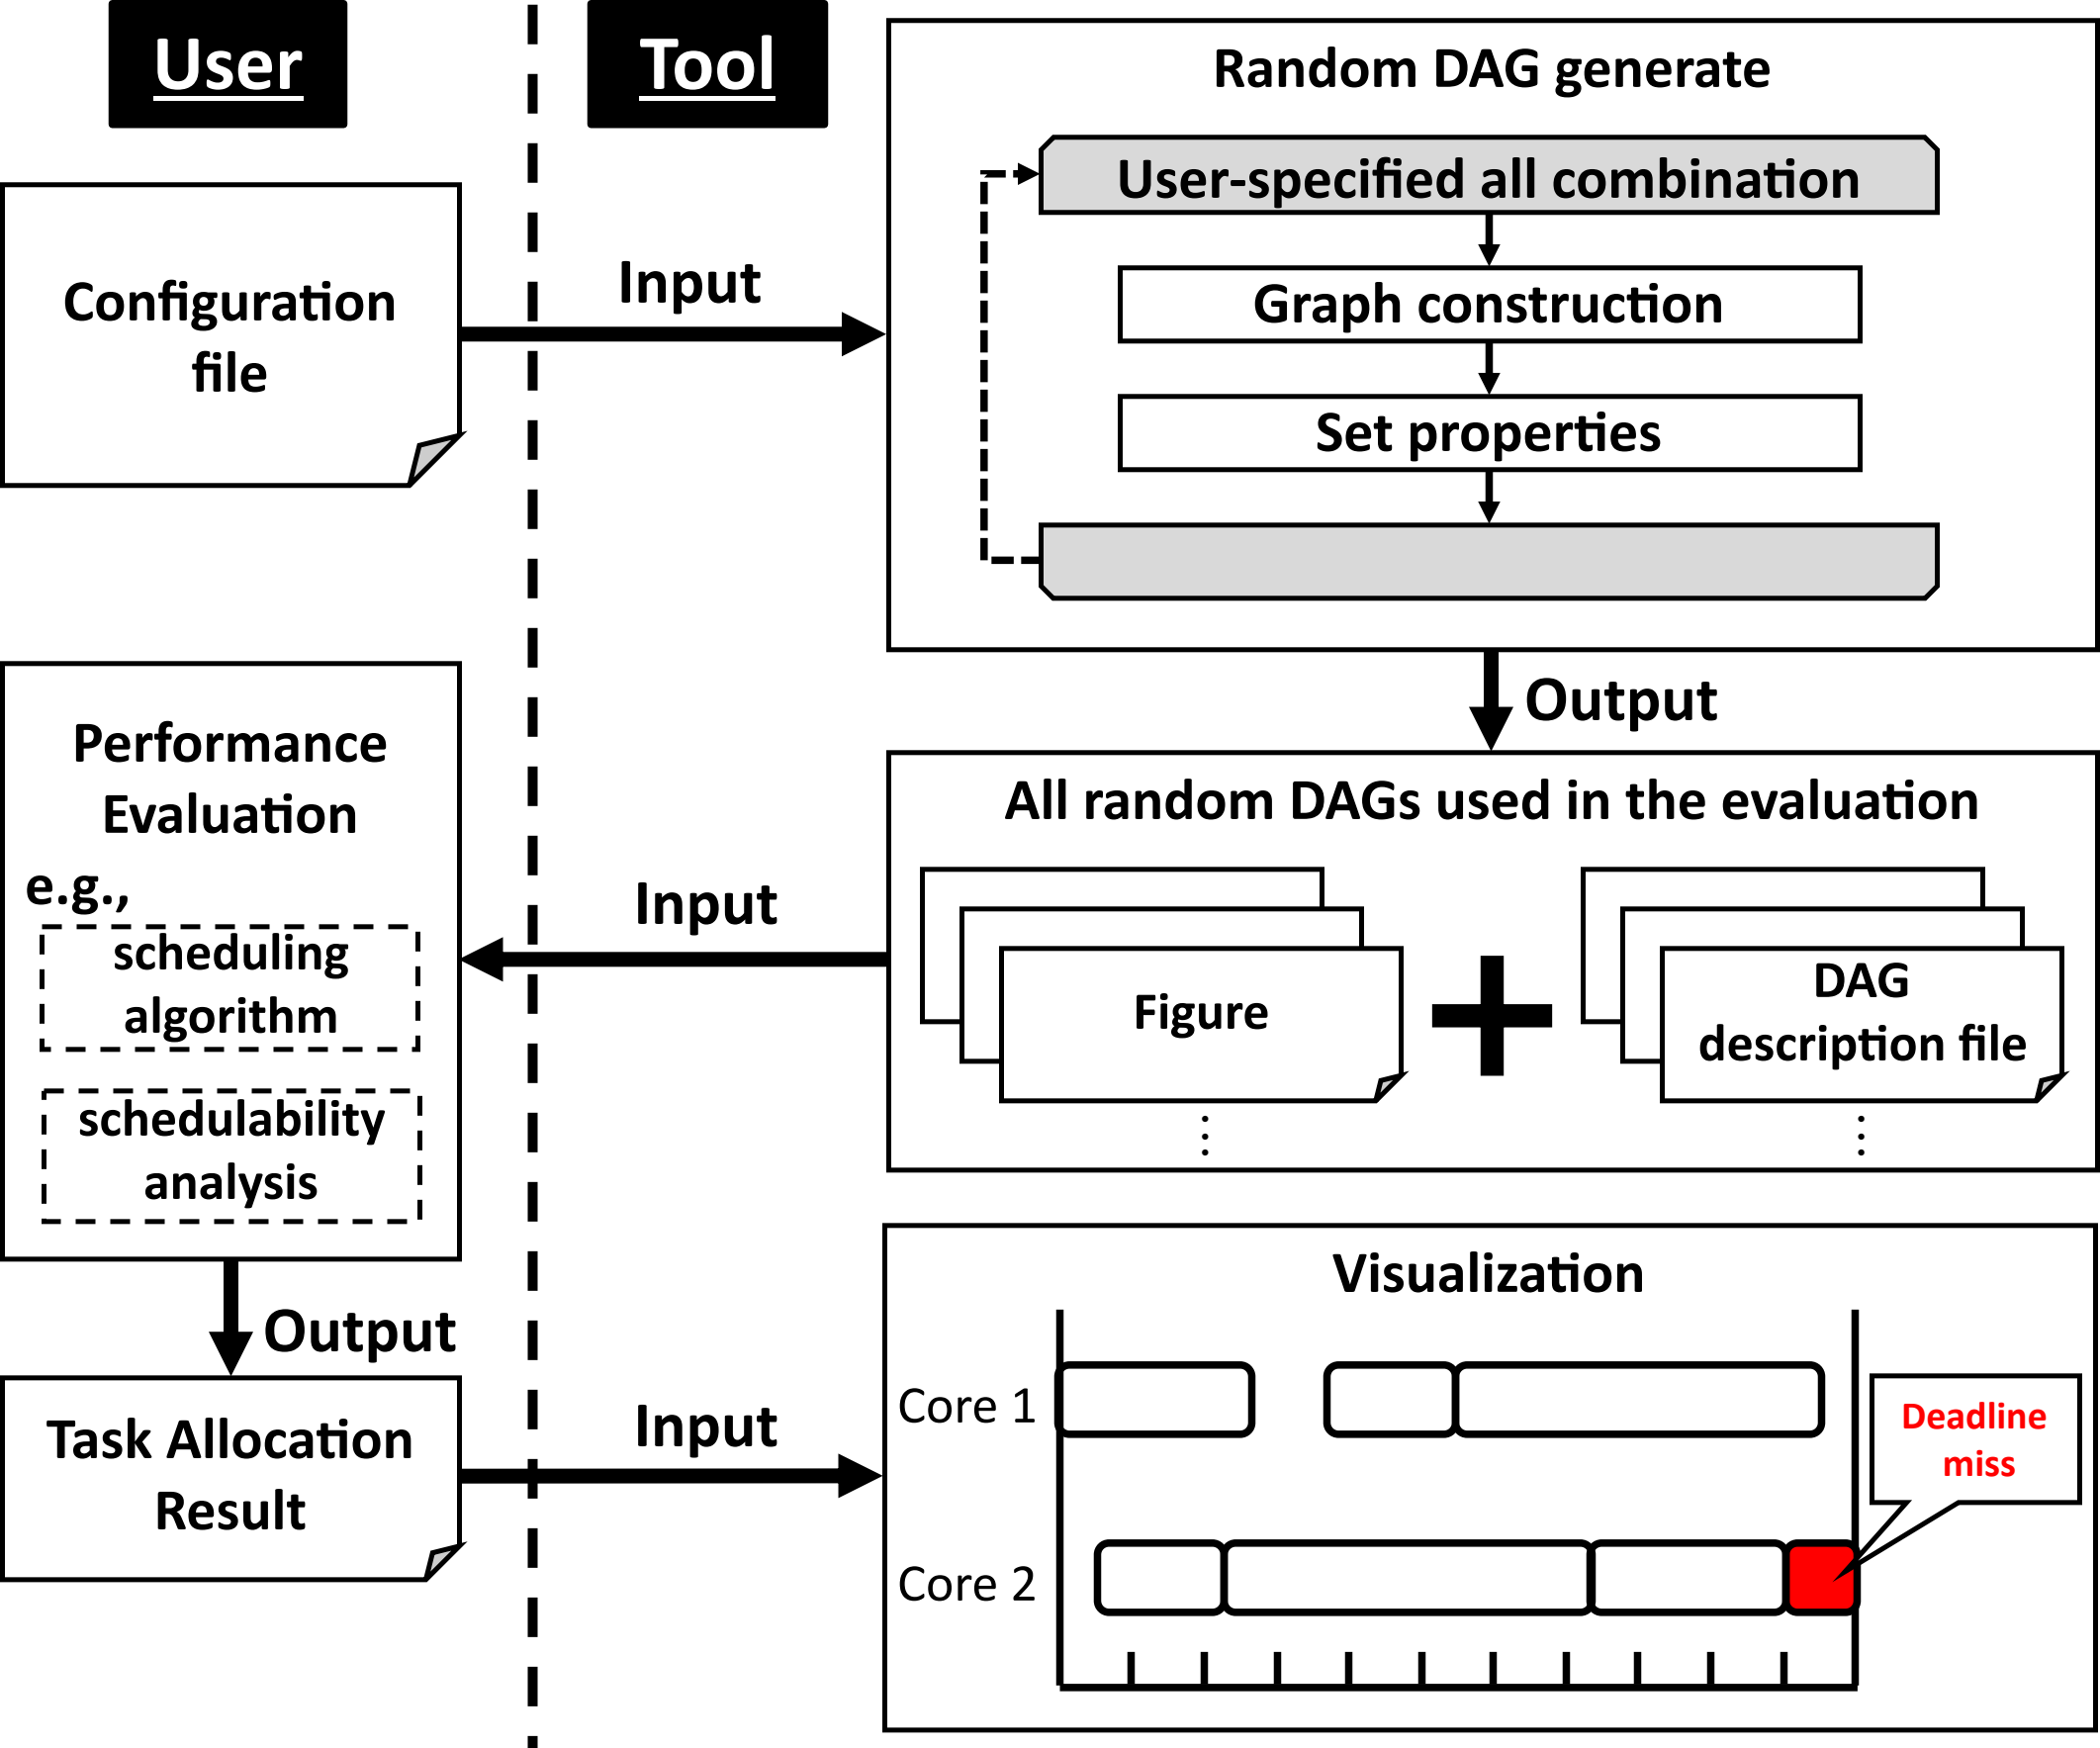 User
Tool
Configuration
file
Input
Random DAG generate
User-specified all combination
Graph construction
Set properties
Output
Performance
Evaluation
e.g.,
scheduling
algorithm
schedulability
analysis
Input
All random DAGs used in the evaluation
Figure
DAG
description file
Output
Task Allocation
Result
Input
Visualization
Core 1
Core 2
Deadline
miss